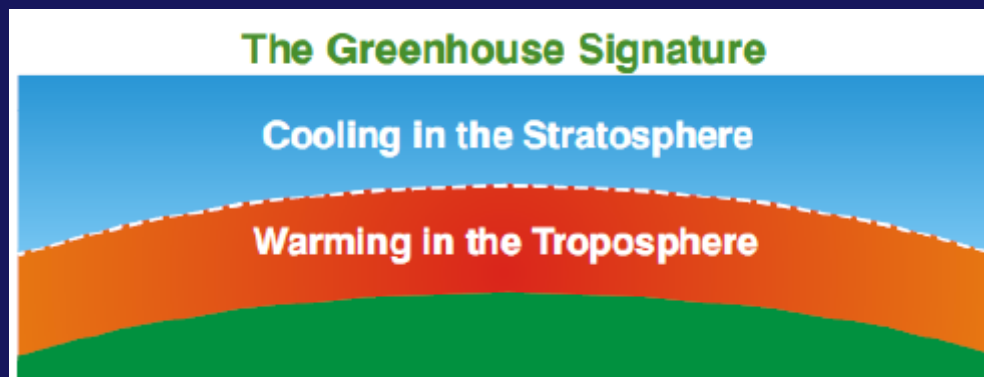 The Greenhouse Signature
Cooling in the Stratosphere
Warming in the Troposphere